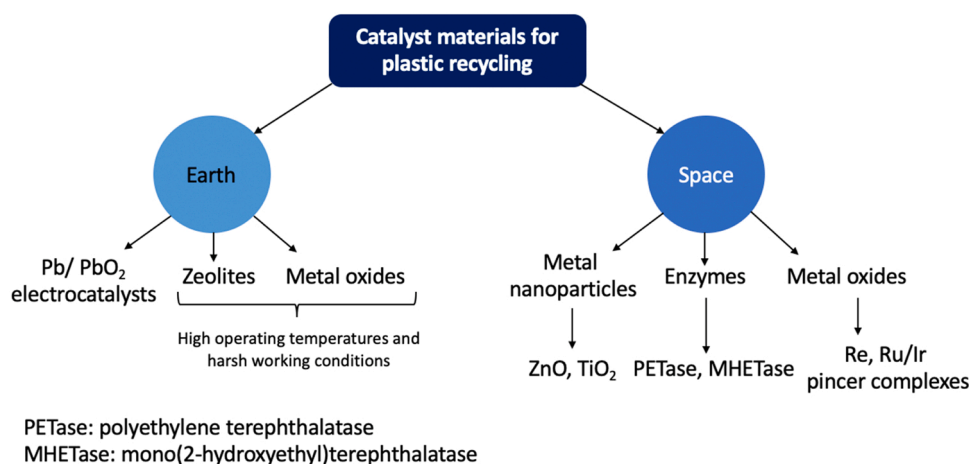 Catalyst materials for
plastic recycling
Earth
Space
Pb/ PbO₂
electrocatalysts
Zeolites
Metal oxides
High operating temperatures and
harsh working conditions
Metal
nanoparticles
Enzymes
Metal oxides
ZnO, TiO₂
PETase, MHETase
Re, Ru/Ir
pincer complexes
PETase: polyethylene terephthalatase
MHETase: mono(2-hydroxyethyl)terephthalatase